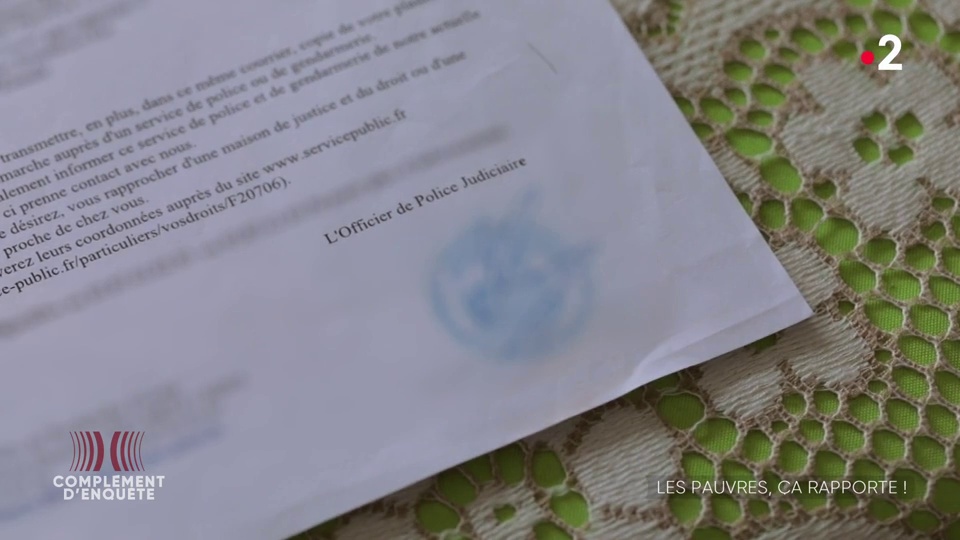 2
transmettre, en plus, dans ce même courrier, copie de votre plainte
marche auprès d'un service de police ou de gendarmerie.
alement informer ce service de police et de gendarmerie de notre actuelle
ci prenne contact avec nous.
e désirez, vous rapprocher d'une maison de justice et du droit ou d'une
proche de chez vous.
verez leurs coordonnées auprès du site www.servicepublic.fr
ce-public.fr/particuliers/vosdroits/F20706).
L'Officier de Police Judiciaire
COMPLEMENT
D'ENQUÊTE
LES PAUVRES, ÇA RAPPORTE !